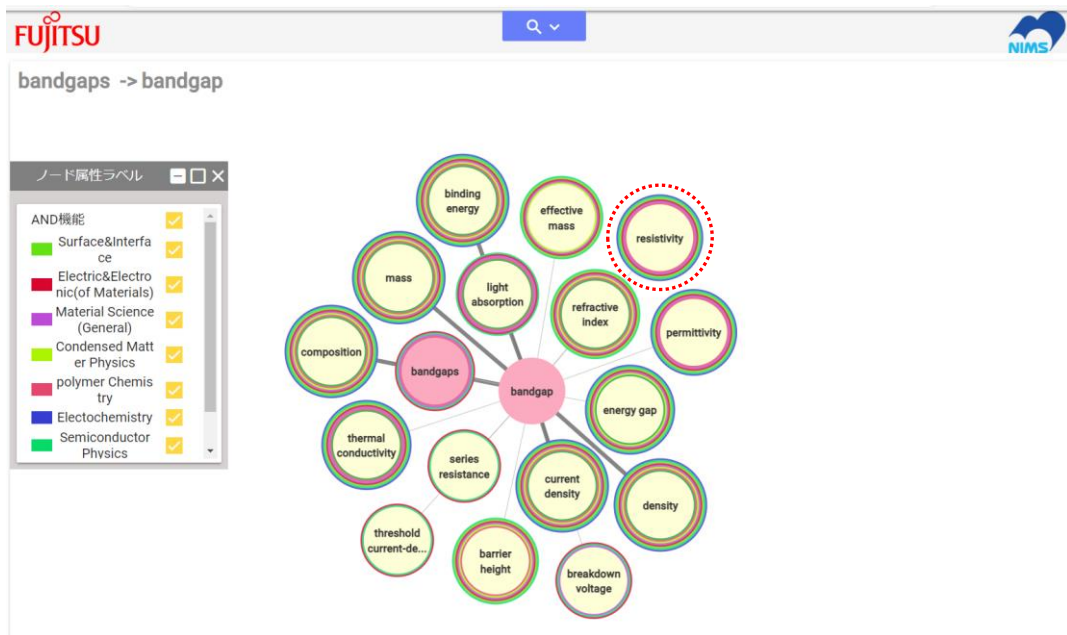 FUJITSU
NIMS
bandgaps -> bandgap
ノード属性ラベル
AND機能
Surface&Interfa
ce
Electric&Electro
nic(of Materials)
Material Science
(General)
Condensed Matt
er Physics
polymer Chemis
try
Electochemistry
Semiconductor
Physics
binding
energy
effective
mass
resistivity
mass
light
absorption
refractive
index
permittivity
composition
bandgaps
bandgap
energy gap
thermal
conductivity
series
resistance
current
density
density
threshold
current-de...
barrier
height
breakdown
voltage